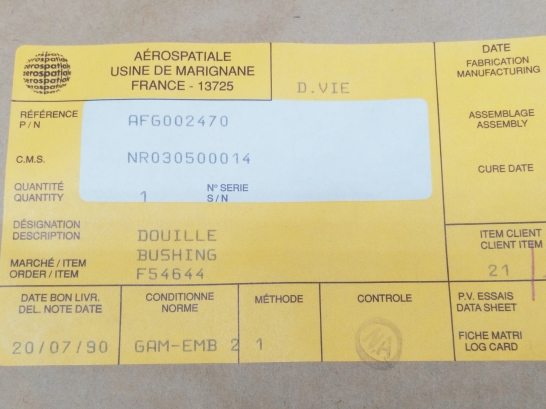 aerospatiale
AÉROSPATIALE
USINE DE MARIGNANE
FRANCE - 13725
D.VIE
DATE
FABRICATION
MANUFACTURING
RÉFÉRENCE
P / N
AFG002470
ASSEMBLAGE
ASSEMBLY
C.M.S.
NR030500014
CURE DATE
QUANTITÉ
QUANTITY
1
N° SERIE
S / N
DÉSIGNATION
DESCRIPTION
DOUILLE
BUSHING
ITEM CLIENT
CLIENT ITEM
MARCHÉ / ITEM
ORDER / ITEM
F54644
21
DATE BON LIVR.
DEL. NOTE DATE
20/07/90
CONDITIONNE
NORME
GAM-EMB 2
MÉTHODE
1
CONTROLE
NA
P.V. ESSAIS
DATA SHEET
FICHE MATRI
LOG CARD